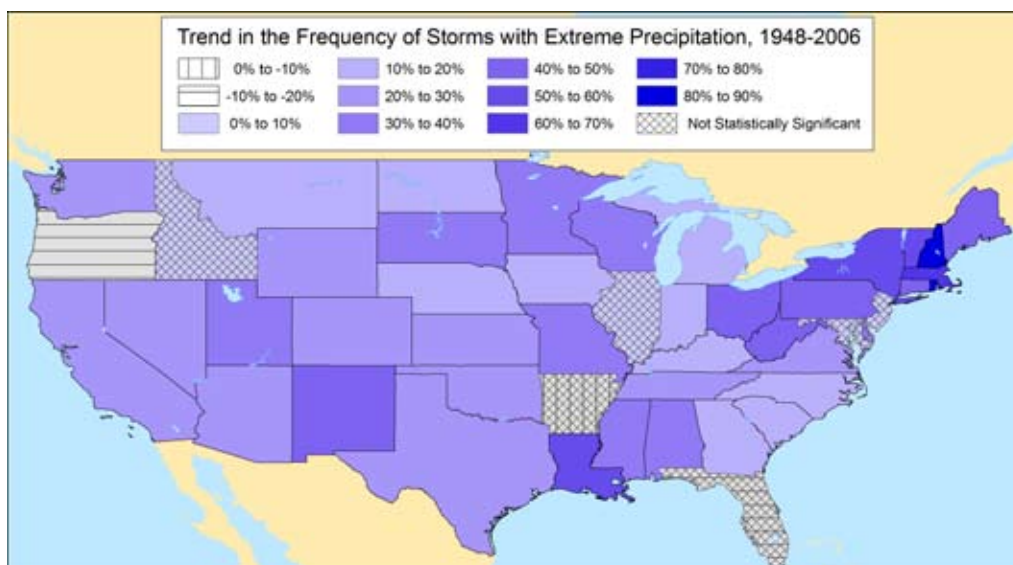 Trend in the Frequency of Storms with Extreme Precipitation, 1948-2006
0% to -10%
10% to 20%
40% to 50%
70% to 80%
-10% to -20%
20% to 30%
50% to 60%
80% to 90%
0% to 10%
30% to 40%
60% to 70%
Not Statistically Significant